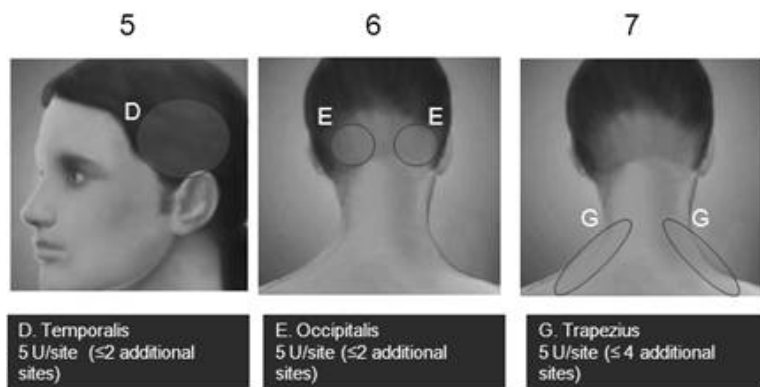 5
6
7
D
E
E
G
G
D. Temporalis
5 U/site (≤2 additional
sites)
E. Occipitalis
5 U/site (≤2 additional
sites)
G. Trapezius
5 U/site (≤ 4 additional
sites)